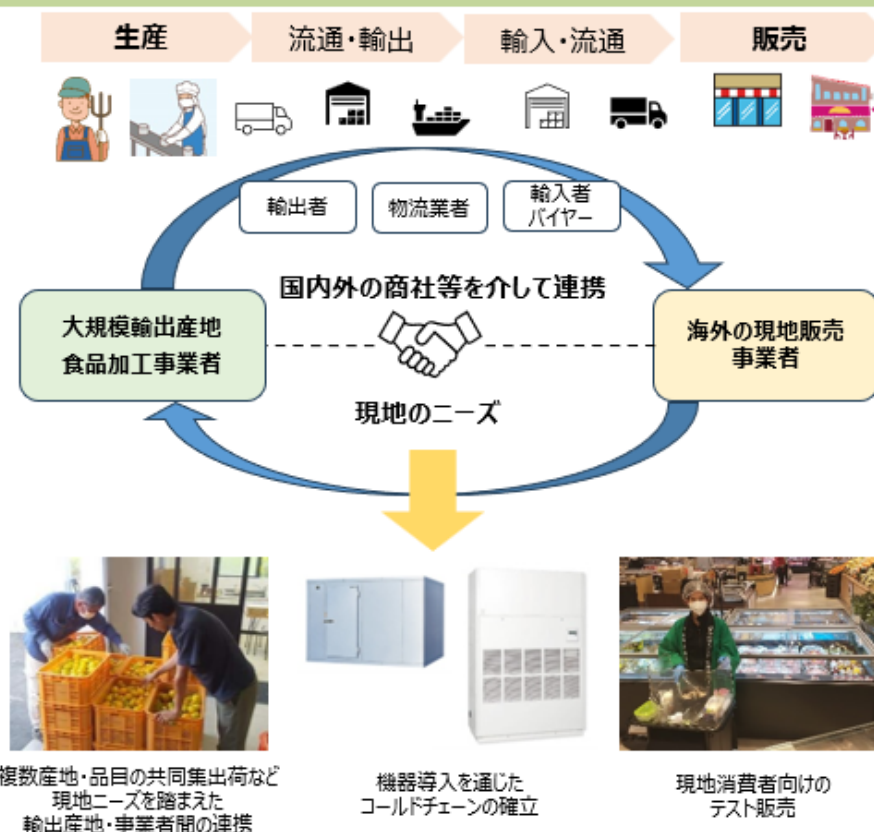 生産
流通・輸出
輸入・流通
販売
輸出者
物流業者
輸入者
バイヤー
国内外の商社等を介して連携
大規模輸出産地
食品加工事業者
海外の現地販売
事業者
現地のニーズ
複数産地・品目の共同集出荷など
現地ニーズを踏まえた
輸出産地・事業者間の連携
機器導入を通じた
コールドチェーンの確立
現地消費者向けの
テスト販売